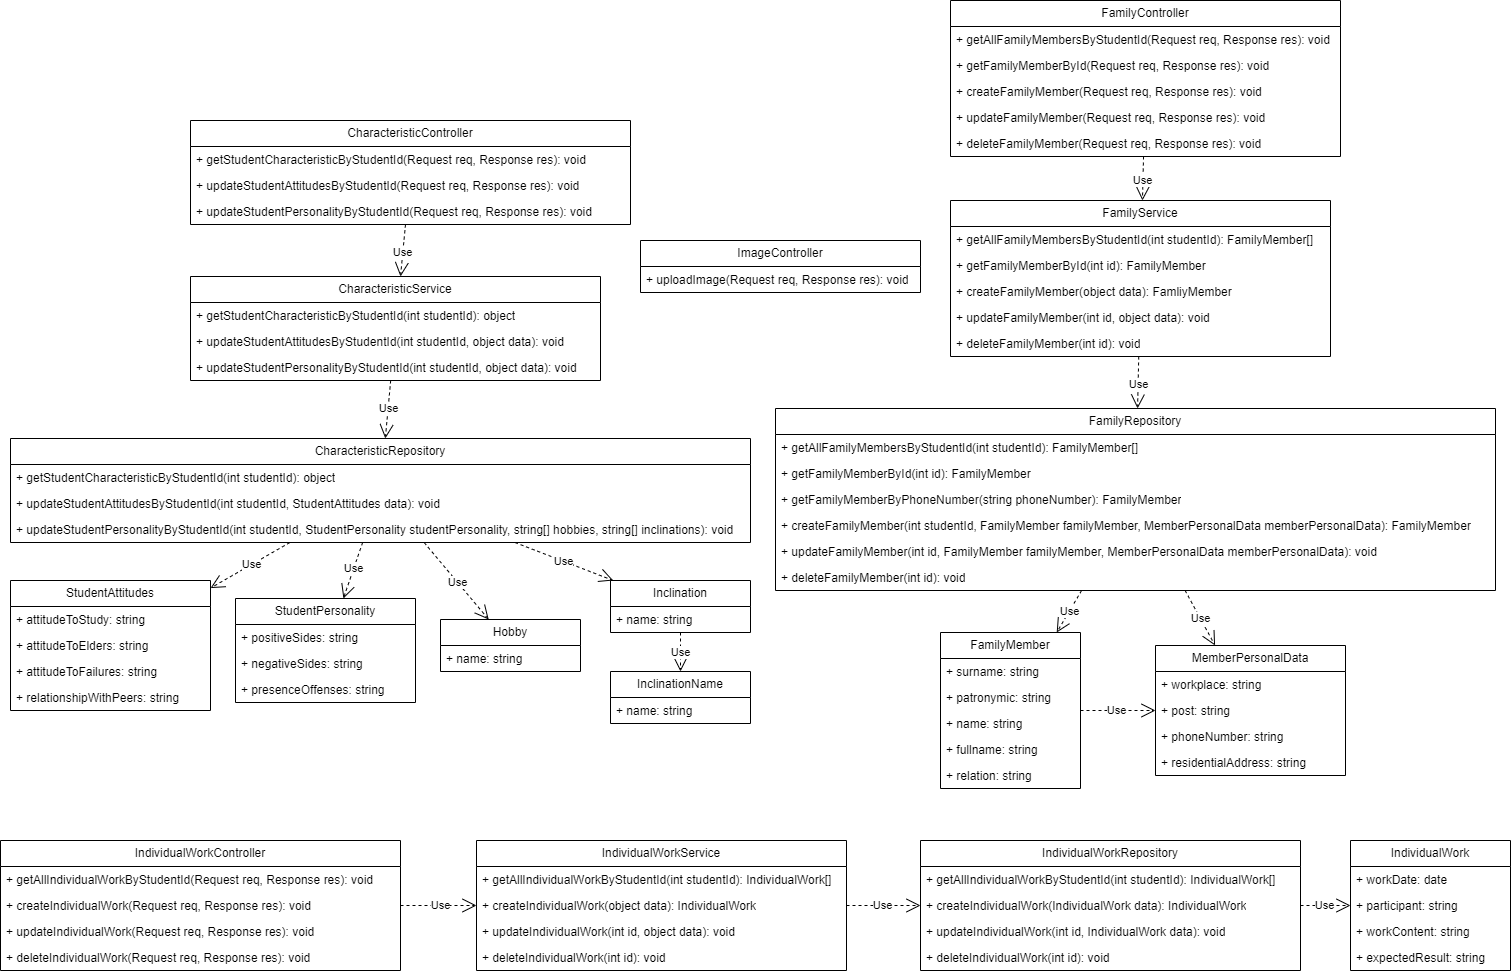 FamilyController
+ getAllFamilyMembersByStudentId(Request req, Response res): void
+ getFamilyMemberById(Request req, Response res): void
+ createFamilyMember(Request req, Response res): void
+ updateFamilyMember(Request req, Response res): void
+ deleteFamilyMember(Request req, Response res): void
Use
CharacteristicController
+ getStudentCharacteristicByStudentId(Request req, Response res): void
+ updateStudentAttitudesByStudentId(Request req, Response res): void
+ updateStudentPersonalityByStudentId(Request req, Response res): void
Use
CharacteristicService
+ getStudentCharacteristicByStudentId(int studentId): object
+ updateStudentAttitudesByStudentId(int studentId, object data): void
+ updateStudentPersonalityByStudentId(int studentId, object data): void
Use
ImageController
+ uploadImage(Request req, Response res): void
FamilyService
+ getAllFamilyMembersByStudentId(int studentId): FamilyMember[]
+ getFamilyMemberById(int id): FamilyMember
+ createFamilyMember(object data): FamliyMember
+ updateFamilyMember(int id, object data): void
+ deleteFamilyMember(int id): void
Use
CharacteristicRepository
+ getStudentCharacteristicByStudentId(int studentId): object
+ updateStudentAttitudesByStudentId(int studentId, StudentAttitudes data): void
+ updateStudentPersonalityByStudentId(int studentId, StudentPersonality studentPersonality, string[] hobbies, string[] inclinations): void
Use
Use
Use
Use
StudentAttitudes
+ attitudeToStudy: string
+ attitudeToElders: string
+ attitudeToFailures: string
+ relationshipWithPeers: string
StudentPersonality
+ positiveSides: string
+ negativeSides: string
+ presenceOffenses: string
Hobby
+ name: string
Inclination
+ name: string
Use
InclinationName
+ name: string
FamilyRepository
+ getAllFamilyMembersByStudentId(int studentId): FamilyMember[]
+ getFamilyMemberById(int id): FamilyMember
+ getFamilyMemberByPhoneNumber(string phoneNumber): FamilyMember
+ createFamilyMember(int studentId, FamilyMember familyMember, MemberPersonalData memberPersonalData): FamilyMember
+ updateFamilyMember(int id, FamilyMember familyMember, MemberPersonalData memberPersonalData): void
+ deleteFamilyMember(int id): void
Use
Use
FamilyMember
+ surname: string
+ patronymic: string
+ name: string
+ fullname: string
+ relation: string
Use
MemberPersonalData
+ workplace: string
+ post: string
+ phoneNumber: string
+ residentialAddress: string
IndividualWorkController
+ getAllIndividualWorkByStudentId(Request req, Response res): void
+ createIndividualWork(Request req, Response res): void
+ updateIndividualWork(Request req, Response res): void
+ deleteIndividualWork(Request req, Response res): void
Use
IndividualWorkService
+ getAllIndividualWorkByStudentId(int studentId): IndividualWork[]
+ createIndividualWork(object data): IndividualWork
+ updateIndividualWork(int id, object data): void
+ deleteIndividualWork(int id): void
Use
IndividualWorkRepository
+ getAllIndividualWorkByStudentId(int studentId): IndividualWork[]
+ createIndividualWork(IndividualWork data): IndividualWork
+ updateIndividualWork(int id, IndividualWork data): void
+ deleteIndividualWork(int id): void
Use
IndividualWork
+ workDate: date
+ participant: string
+ workContent: string
+ expectedResult: string